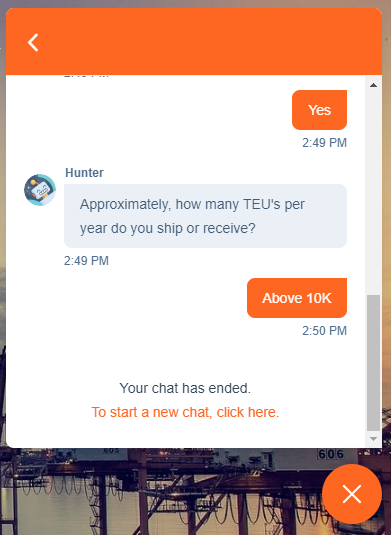 Yes
2:49 PM
Hunter
Approximately, how many TEU's per
year do you ship or receive?
2:49 PM
Above 10K
2:50 PM
Your chat has ended.
To start a new chat, click here.
605
606